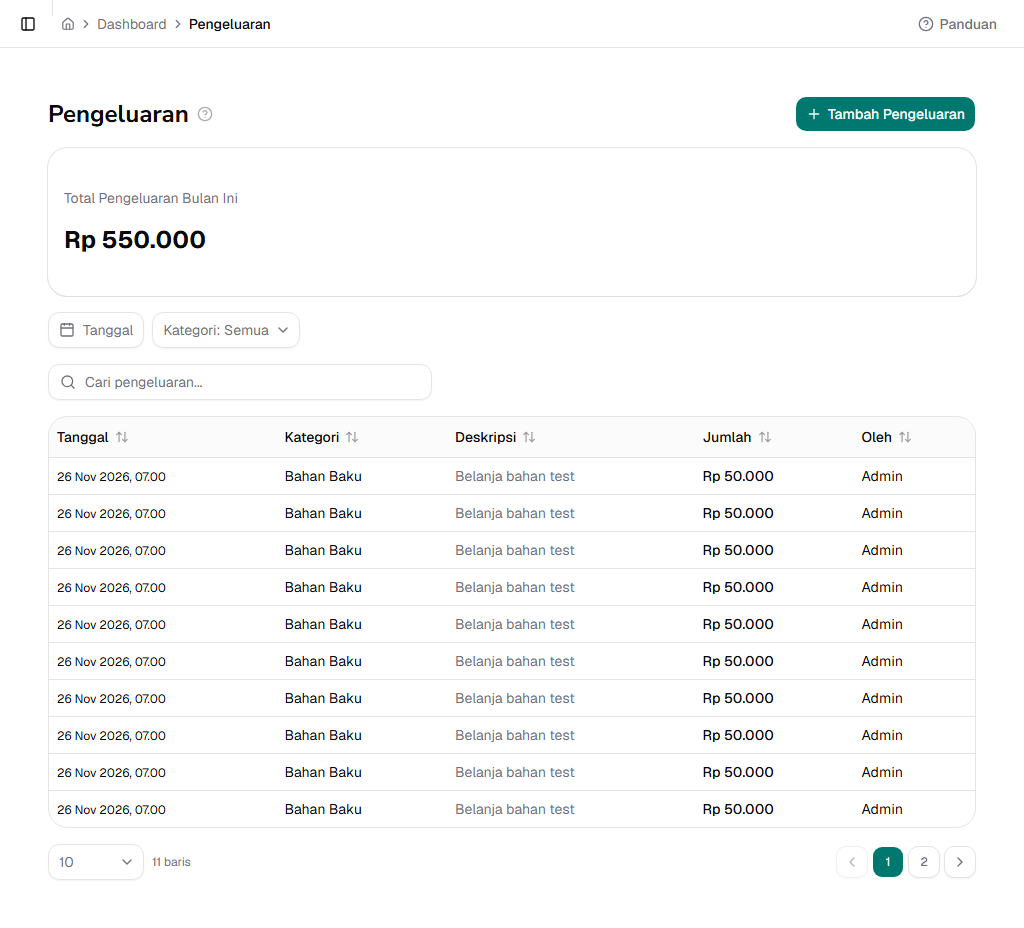 Dashboard > Pengeluaran
Panduan
Pengeluaran
+ Tambah Pengeluaran
Total Pengeluaran Bulan Ini
Rp 550.000
Tanggal
Kategori: Semua
Cari pengeluaran...
Tanggal Kategori Deskripsi Jumlah Oleh
26 Nov 2026, 07.00 Bahan Baku Belanja bahan test Rp 50.000 Admin
26 Nov 2026, 07.00 Bahan Baku Belanja bahan test Rp 50.000 Admin
26 Nov 2026, 07.00 Bahan Baku Belanja bahan test Rp 50.000 Admin
26 Nov 2026, 07.00 Bahan Baku Belanja bahan test Rp 50.000 Admin
26 Nov 2026, 07.00 Bahan Baku Belanja bahan test Rp 50.000 Admin
26 Nov 2026, 07.00 Bahan Baku Belanja bahan test Rp 50.000 Admin
26 Nov 2026, 07.00 Bahan Baku Belanja bahan test Rp 50.000 Admin
26 Nov 2026, 07.00 Bahan Baku Belanja bahan test Rp 50.000 Admin
26 Nov 2026, 07.00 Bahan Baku Belanja bahan test Rp 50.000 Admin
26 Nov 2026, 07.00 Bahan Baku Belanja bahan test Rp 50.000 Admin
10
11 baris
1 2